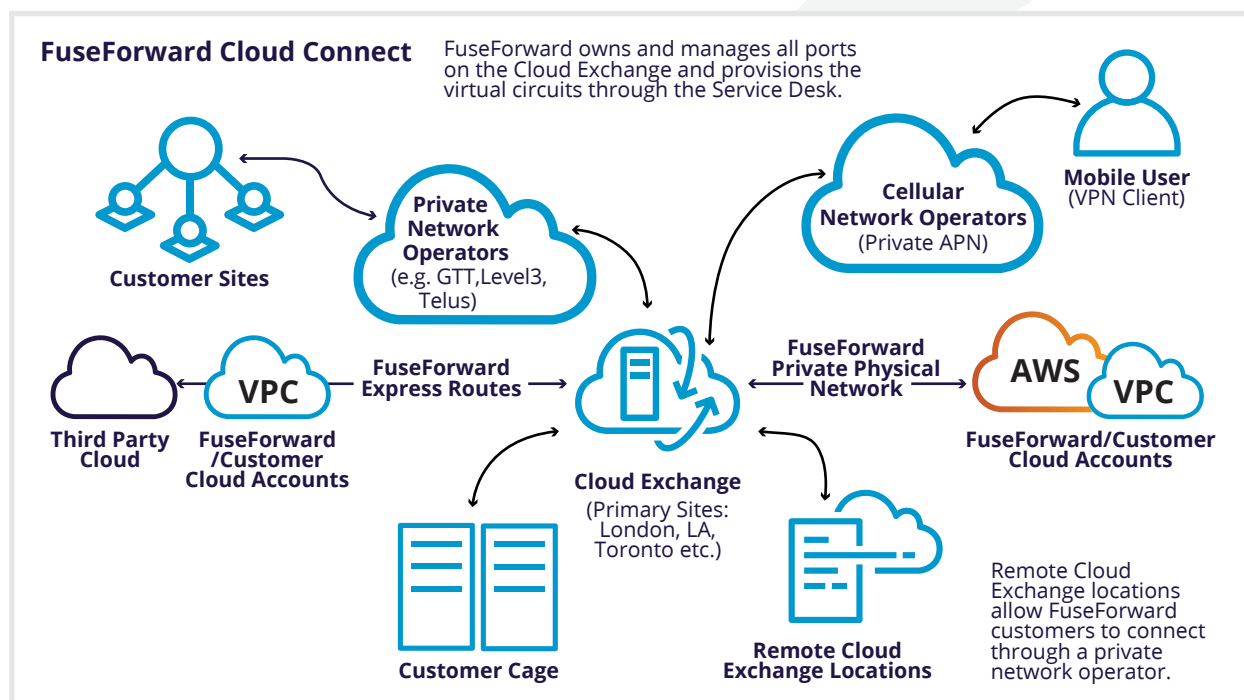 FuseForward Cloud Connect
FuseForward owns and manages all ports
on the Cloud Exchange and provisions the
virtual circuits through the Service Desk.
Customer Sites
Private
Network
Operators
(e.g. GTT,Level3,
Telus)
Cellular
Network Operators
(Private APN)
Mobile User
(VPN Client)
Third Party
Cloud
VPC
FuseForward
/Customer
Cloud Accounts
FuseForward
Express Routes
Cloud Exchange
(Primary Sites:
London, LA,
Toronto etc.)
FuseForward
Private Physical
Network
AWS
VPC
FuseForward/Customer
Cloud Accounts
Customer Cage
Remote Cloud
Exchange Locations
Remote Cloud
Exchange locations
allow FuseForward
customers to connect
through a private
network operator.